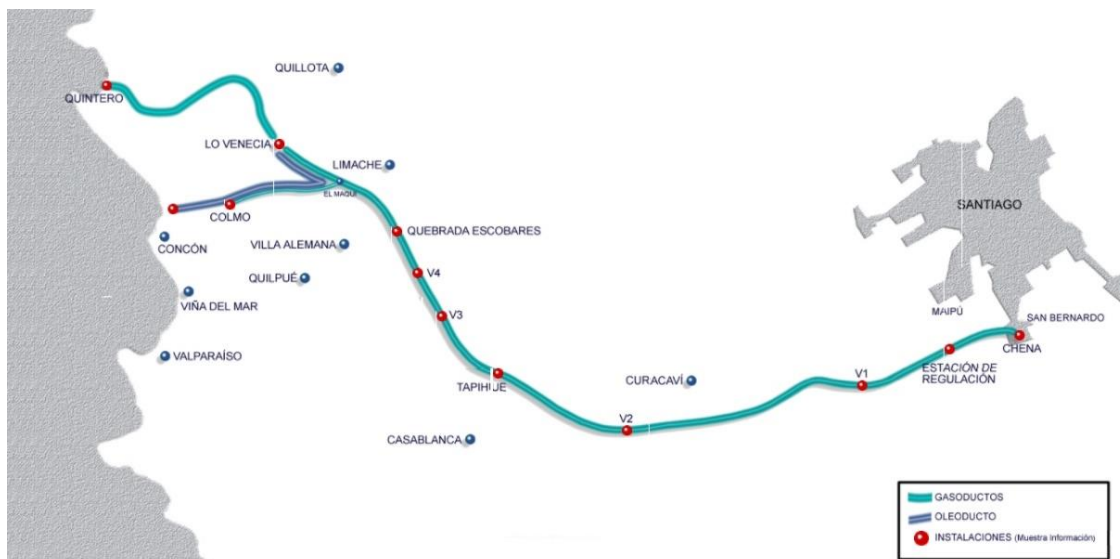 QUILLOTA
QUINTERO
LO VENECIA
LIMACHE
EL MAQUI
COLMO
SANTIAGO
QUEBRADA ESCOBARES
CONCÓN
VILLA ALEMANA
QUILPUÉ
V4
VIÑA DEL MAR
V3
MAIPÚ
SAN BERNARDO
CHENA
VALPARAÍSO
TAPIHUE
CURACAVÍ
V1
ESTACIÓN DE
REGULACIÓN
V2
CASABLANCA
GASODUCTOS
OLEODUCTO
INSTALACIONES (Muestra Información)